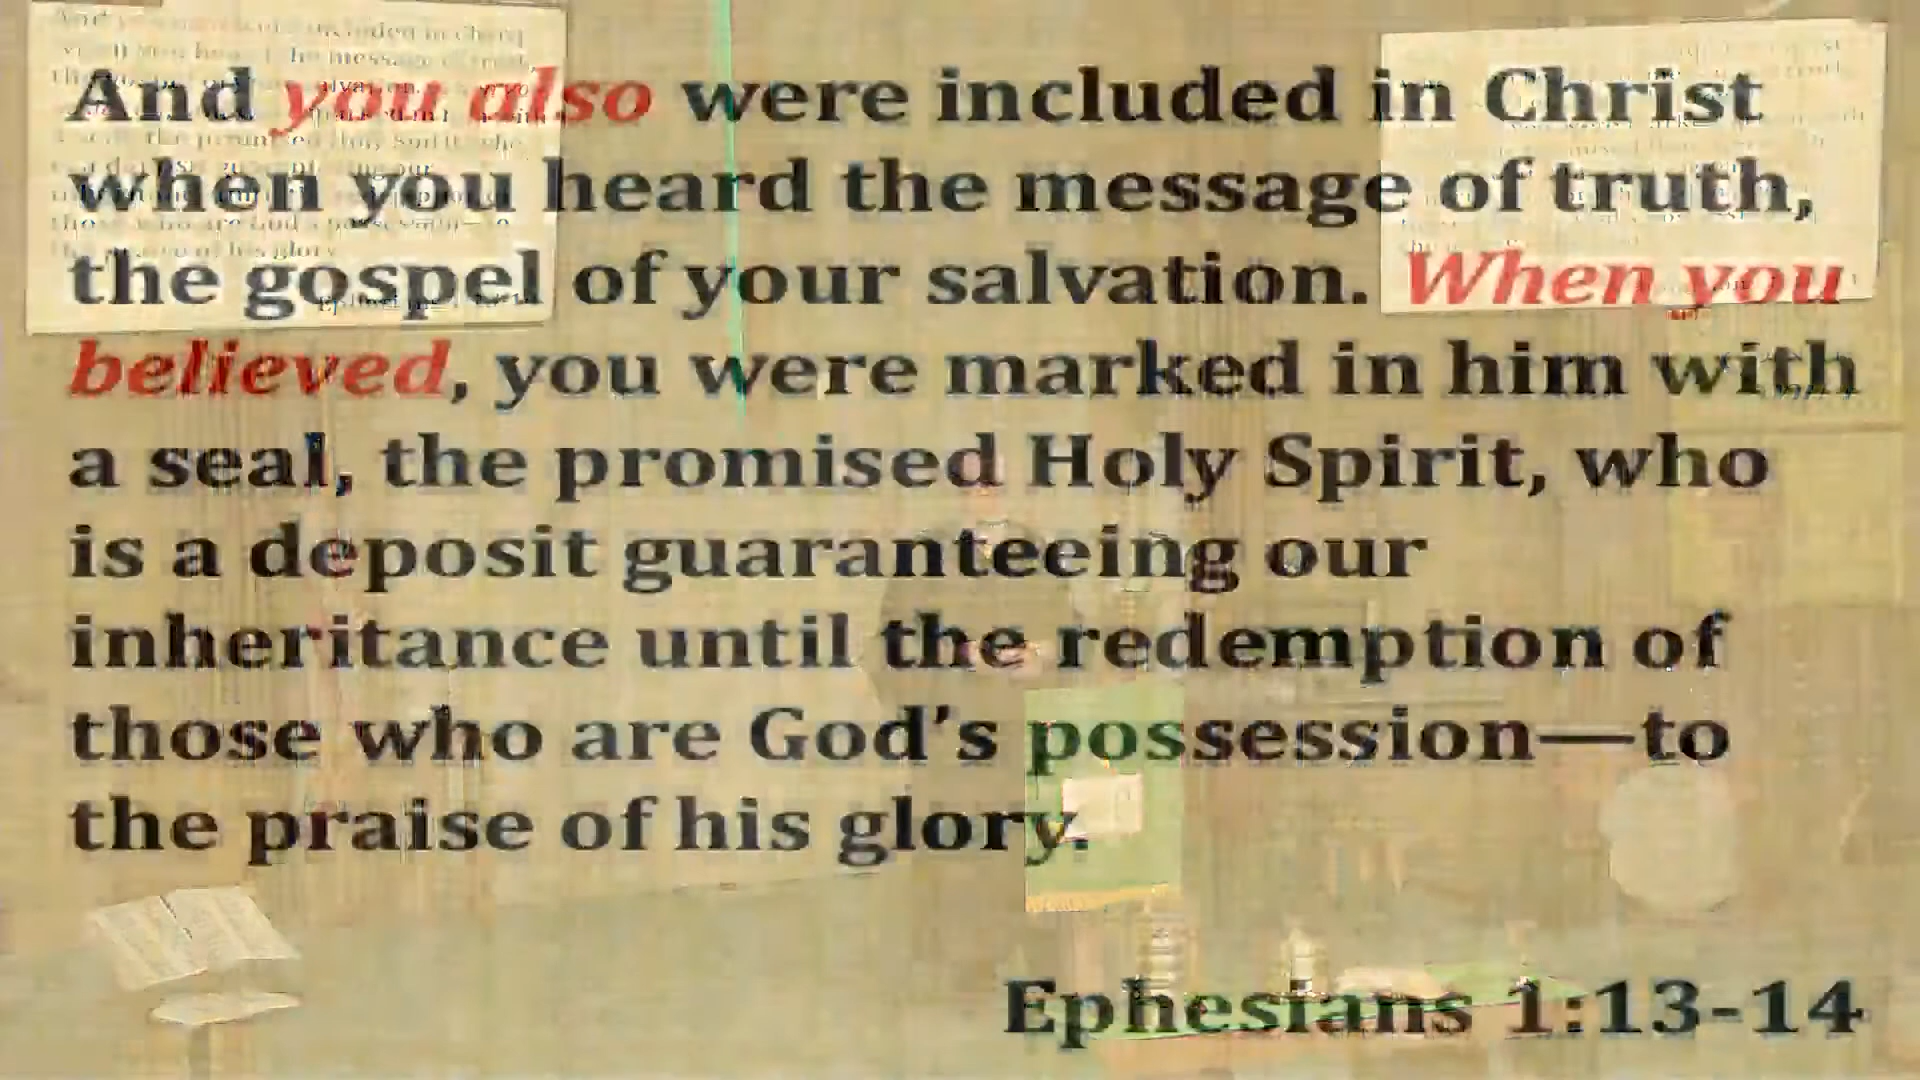 And you also were included in Christ
when you heard the message of truth,
the gospel of your salvation. When you
believed, you were marked in him with
a seal, the promised Holy Spirit, who
is a deposit guaranteeing our
inheritance until the redemption of
those who are God's possession—to
the praise of his glory.
Ephesians 1:13-14